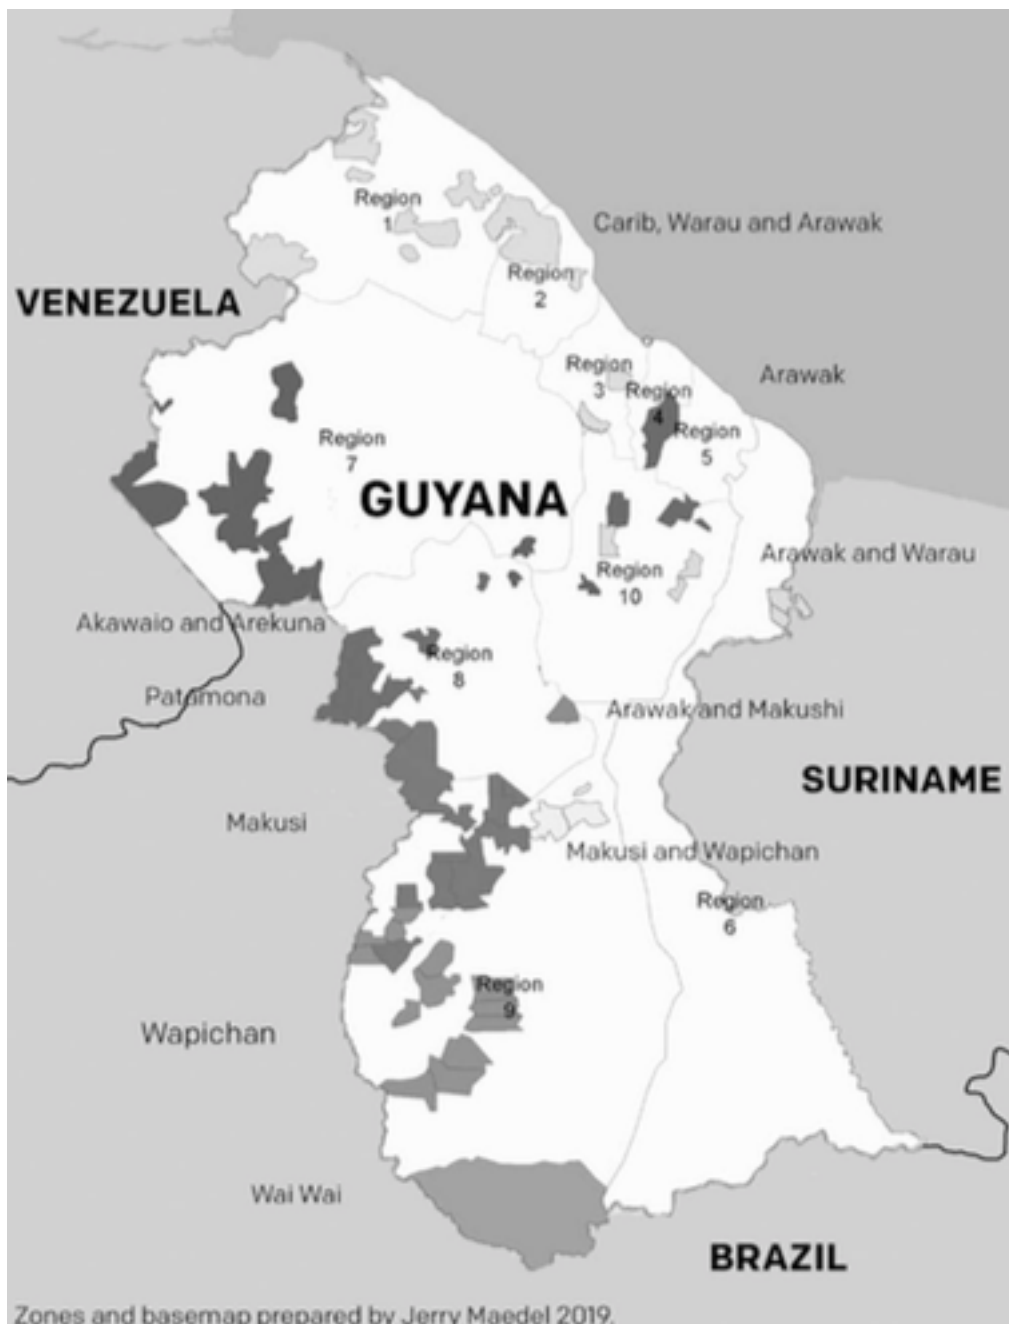 Region
1
Carib, Warau and Arawak
Region
2
VENEZUELA
Region
3
Region
4
Arawak
Region
5
Region
7
GUYANA
Arawak and Warau
Region
10
Akawaio and Arekuna
Region
8
Patamona
Arawak and Makushi
SURINAME
Makusi
Makusi and Wapichan
Region
6
Region
9
Wapichan
Wai Wai
BRAZIL
Zones and basemap prepared by Jerry Maedel 2019.